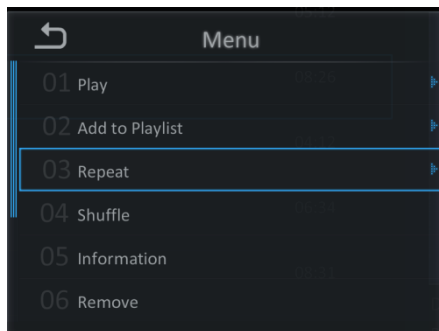 Menu
01 Play
02 Add to Playlist
03 Repeat
04 Shuffle
05 Information
06 Remove